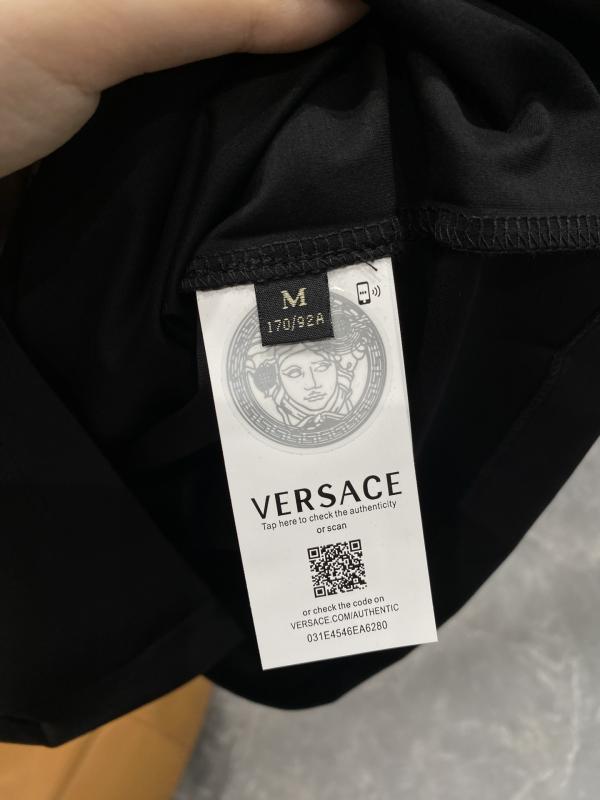 M
170/92A
VERSACE
Tap here to check the authenticity
or scan
or check the code on
VERSACE.COM/AUTHENTIC
031E4546EA6280